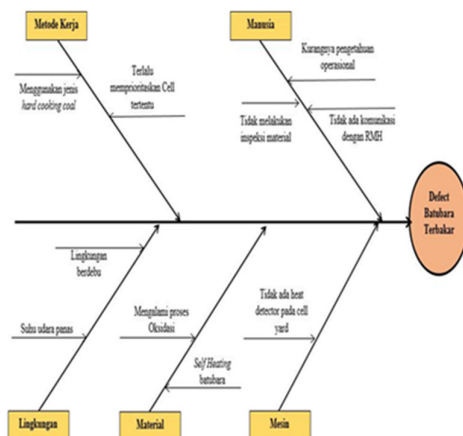 Metode Kerja
Manusia
Menggunakan jenis
hard cooking coal
Terlalu
memprioritaskan Cell
tertentu
Kurangnya pengetahuan
operasional
Tidak melakukan
inspeksi material
Tidak ada komunikasi
dengan RMH
Defect
Batubara
Terbakar
Lingkungan
berdebu
Suhu udara panas
Mengalami proses
Oksidasi
Self Heating
batubara
Tidak ada heat
detector pada cell
yard
Lingkungan
Material
Mesin